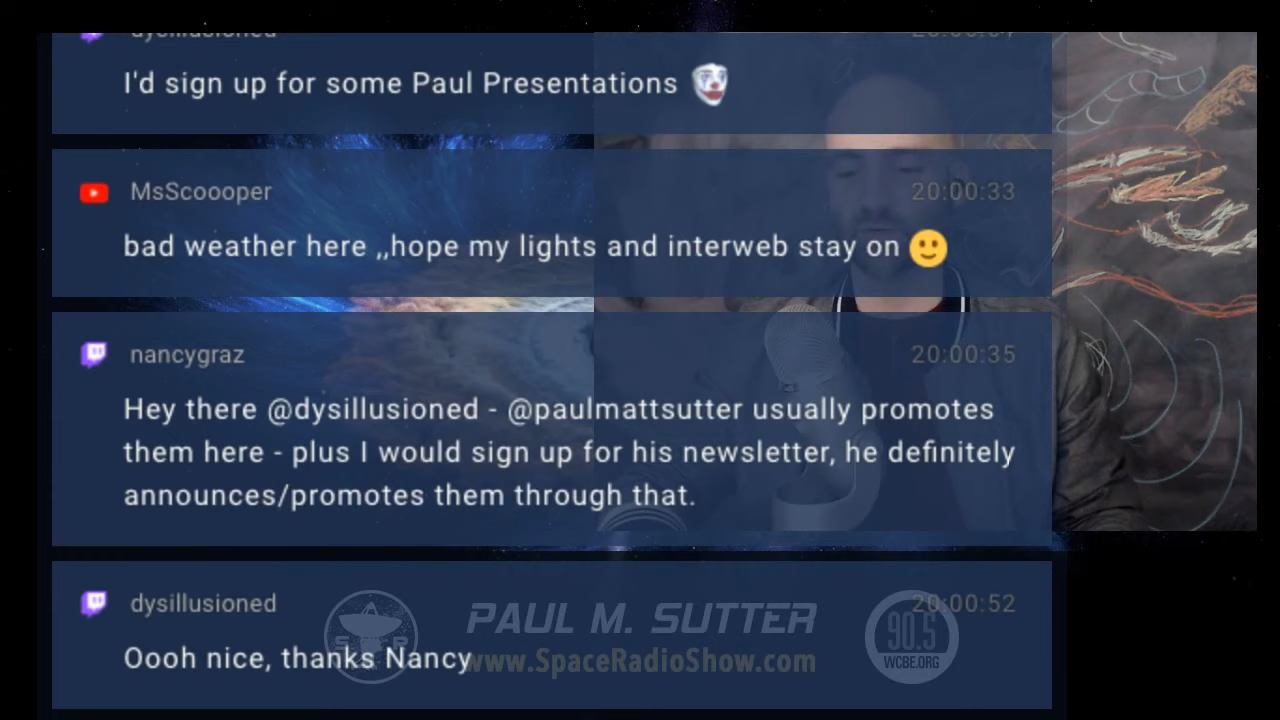 dysillusioned
I'd sign up for some Paul Presentations
MsScoooper 20:00:33
bad weather here ,,hope my lights and interweb stay on
nancygraz 20:00:35
Hey there @dysillusioned - @paulmattsutter usually promotes
them here - plus I would sign up for his newsletter, he definitely
announces/promotes them through that.
dysillusioned 20:00:52
Oooh nice, thanks Nancy
PAUL M. SUTTER
www.SpaceRadioShow.com
90.5
WCBE.ORG